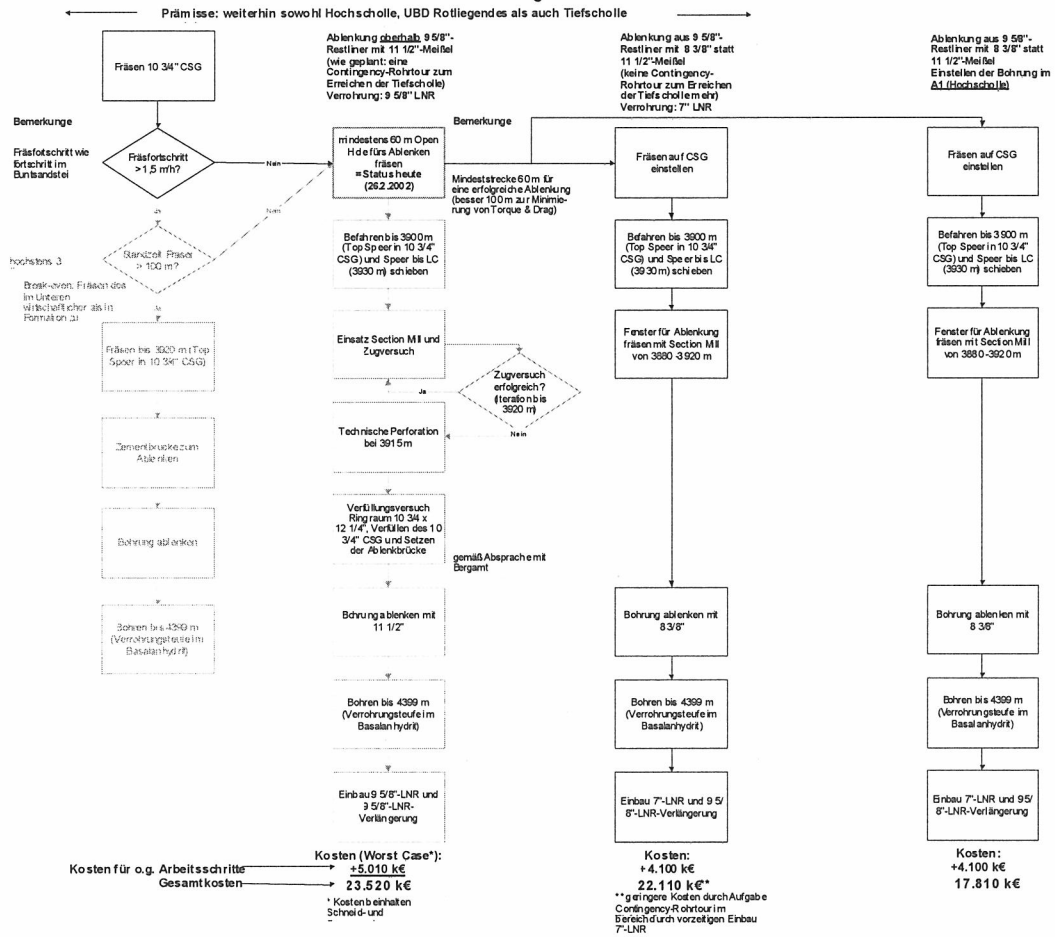 Prämisse: weiterhin sowohl Hochscholle, UBD Rotliegendes als auch Tiefscholle
Ablenkung oberhalb 9 5/8"-
Restliner mit 11 1/2"-Meißel
(wie geplant: eine
Contingency-Rohrtour zum
Erreichen der Tiefscholle)
Verrohrung: 9 5/8" LNR
Ablenkung aus 9 5/8"-
Restliner mit 8 3/8" statt
11 1/2"-Meißel
(keine Contingency-
Rohrtour zum Erreichen
der Tiefscholle mehr)
Verrohrung: 7" LNR
Ablenkung aus 9 5/8"-
Restliner mit 8 3/8" statt
11 1/2"-Meißel
Einstellen der Bohrung im
A1 (Hochscholle)
Fräsen 10 3/4" CSG
Bemerkunge
Fräsfortschritt wie
fortschritt im
Buntsandstei
Fräsfortschritt
>1,5 m/h?
Nein
Ja
Nein
höchstens 3
Standzeit Fräser
> 100 m?
Break-even: Fräsen des
im Unteren
wirtschaftlicher als in
Formation zu
Ja
Fräsen bis 3920 m (Top
Speer in 10 3/4" CSG)
Zementbrücke zum
Ablenken
Bohrung ablenken
Bohren bis 4399 m
(Verrohrungsteufe im
Basalanhydrit)
mindestens 60 m Open
Hole fürs Ablenken
fräsen
= Status heute
(26.2.2002)
Bemerkunge
Mindeststrecke 60 m für
eine erfolgreiche Ablenkung
(besser 100 m zur Minimie-
rung von Torque & Drag)
Befahren bis 3900 m
(Top Speer in 10 3/4"
CSG) und Speer bis LC
(3930 m) schieben
Einsatz Section Mill und
Zugversuch
Zugversuch
erfolgreich?
(Iteration bis
3920 m)
Ja
Nein
Technische Perforation
bei 3915 m
Verfüllungsversuch
Ringraum 10 3/4 x
12 1/4", Verfüllen des 10
3/4" CSG und Setzen
der Ablenkbrücke
gemäß Absprache mit
Bergamt
Bohrung ablenken mit
11 1/2"
Bohren bis 4399 m
(Verrohrungsteufe im
Basalanhydrit)
Einbau 9 5/8"-LNR und
9 5/8"-LNR-
Verlängerung
Fräsen auf CSG
einstellen
Befahren bis 3900 m
(Top Speer in 10 3/4"
CSG) und Speer bis LC
(3930 m) schieben
Fenster für Ablenkung
fräsen mit Section Mill
von 3880 -3920 m
Bohrung ablenken mit
8 3/8"
Bohren bis 4399 m
(Verrohrungsteufe im
Basalanhydrit)
Einbau 7"-LNR und 9 5/
8"-LNR-Verlängerung
Fräsen auf CSG
einstellen
Befahren bis 3900 m
(Top Speer in 10 3/4"
CSG) und Speer bis LC
(3930 m) schieben
Fenster für Ablenkung
fräsen mit Section Mill
von 3880 -3920 m
Bohrung ablenken mit
8 3/8"
Bohren bis 4399 m
(Verrohrungsteufe im
Basalanhydrit)
Einbau 7"-LNR und 9 5/
8"-LNR-Verlängerung
Kosten für o.g. Arbeitsschritte
Gesamtkosten
Kosten (Worst Case*):
+5.010 k€
23.520 k€
* Kosten beinhalten
Schneid- und
Kosten:
+4.100 k€
22.110 k€**
**geringere Kosten durch Aufgabe
Contingency-Rohrtour im
bereich durch vorzeitigen Einbau
7"-LNR
Kosten:
+4.100 k€
17.810 k€